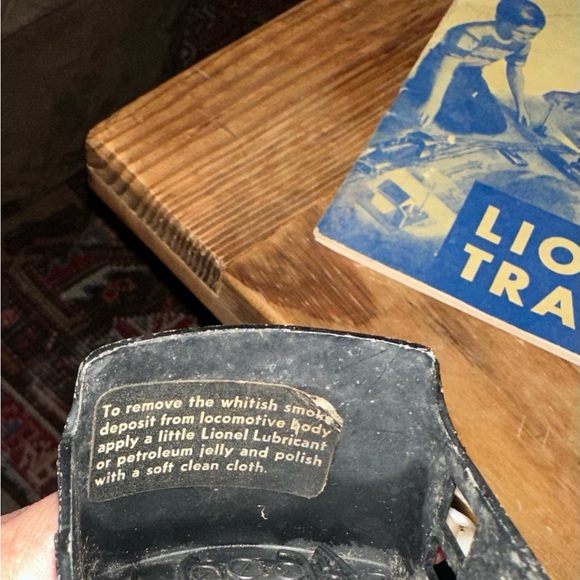 LIO
TRA
To remove the whitish smoke
deposit from locomotive body
apply a little Lionel Lubricant
or petroleum jelly and polish
with a soft clean cloth.